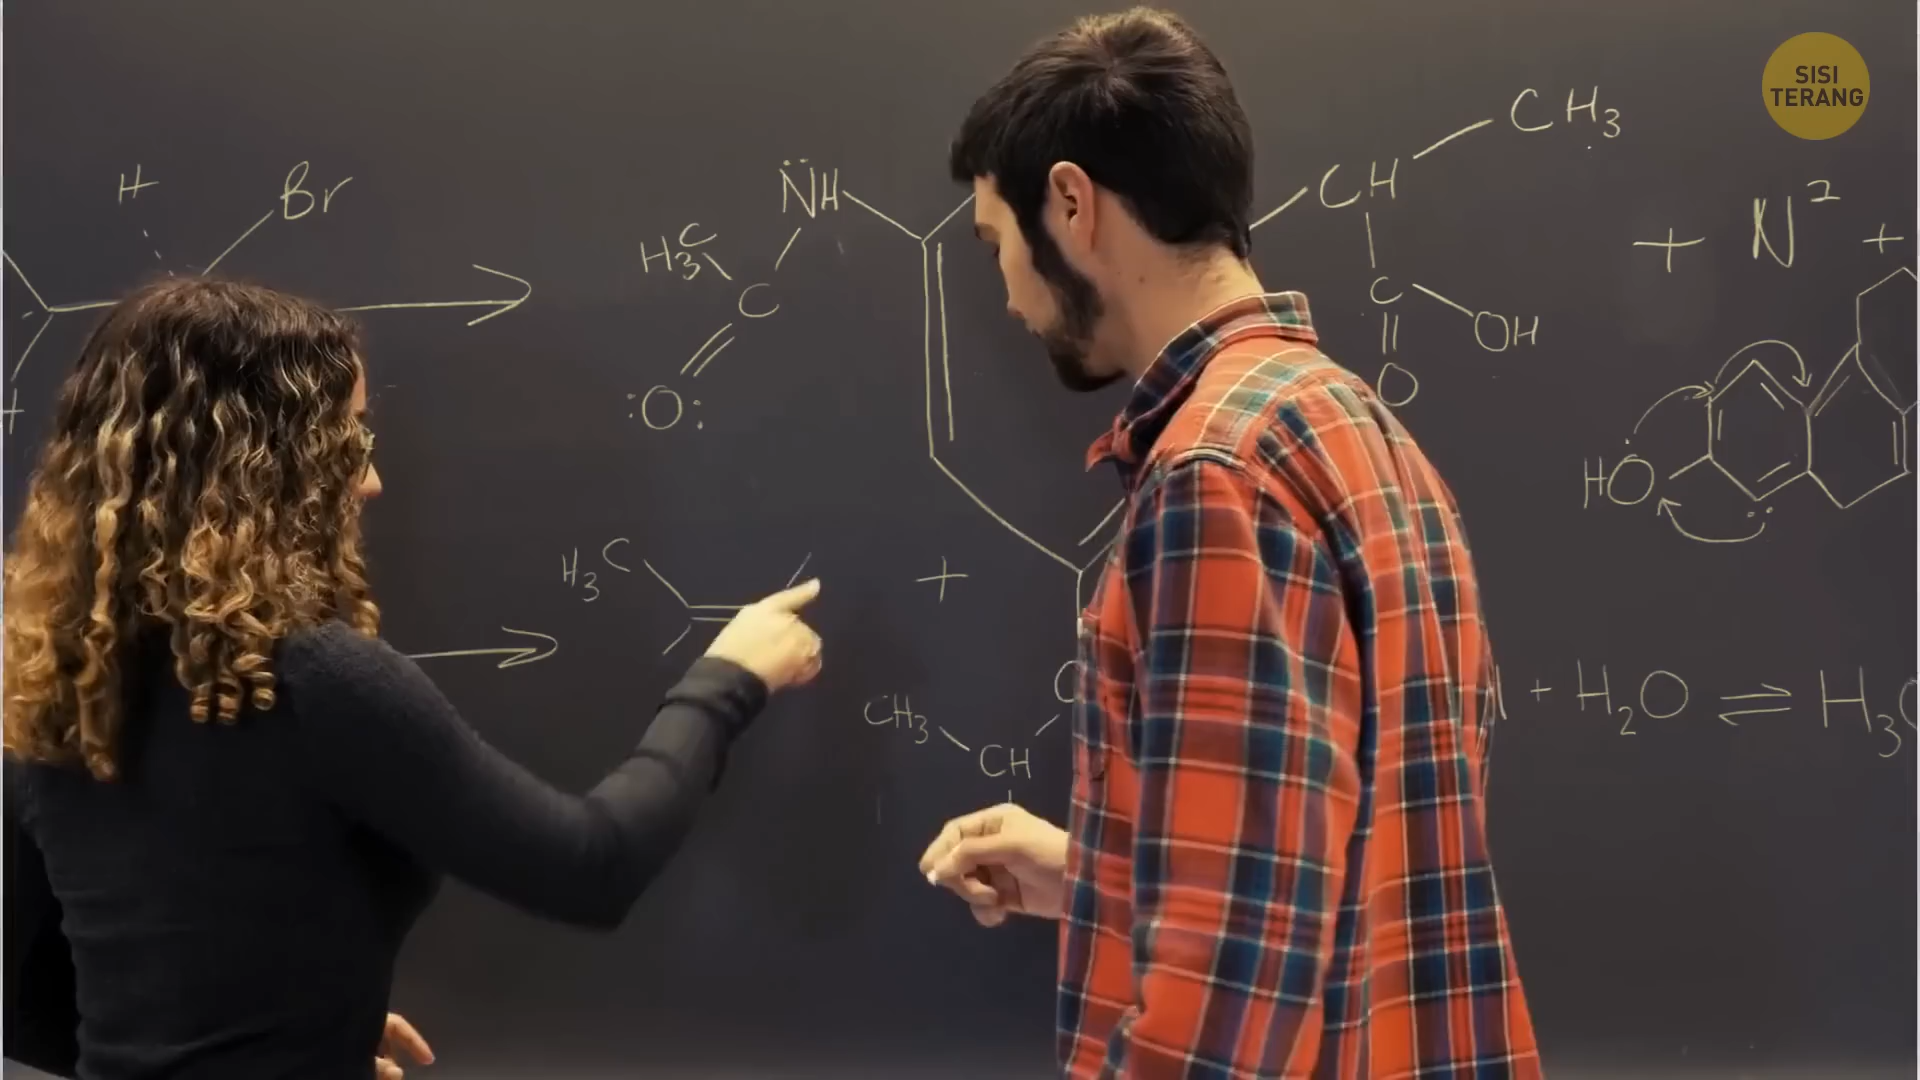 SISI
TERANG
CH3
H
Br
N̈H
CH
+ N² +
H3C
C
C
OH
:O:
O
HO
H3C
+
+ H2O ⇌ H3
CH3
CH